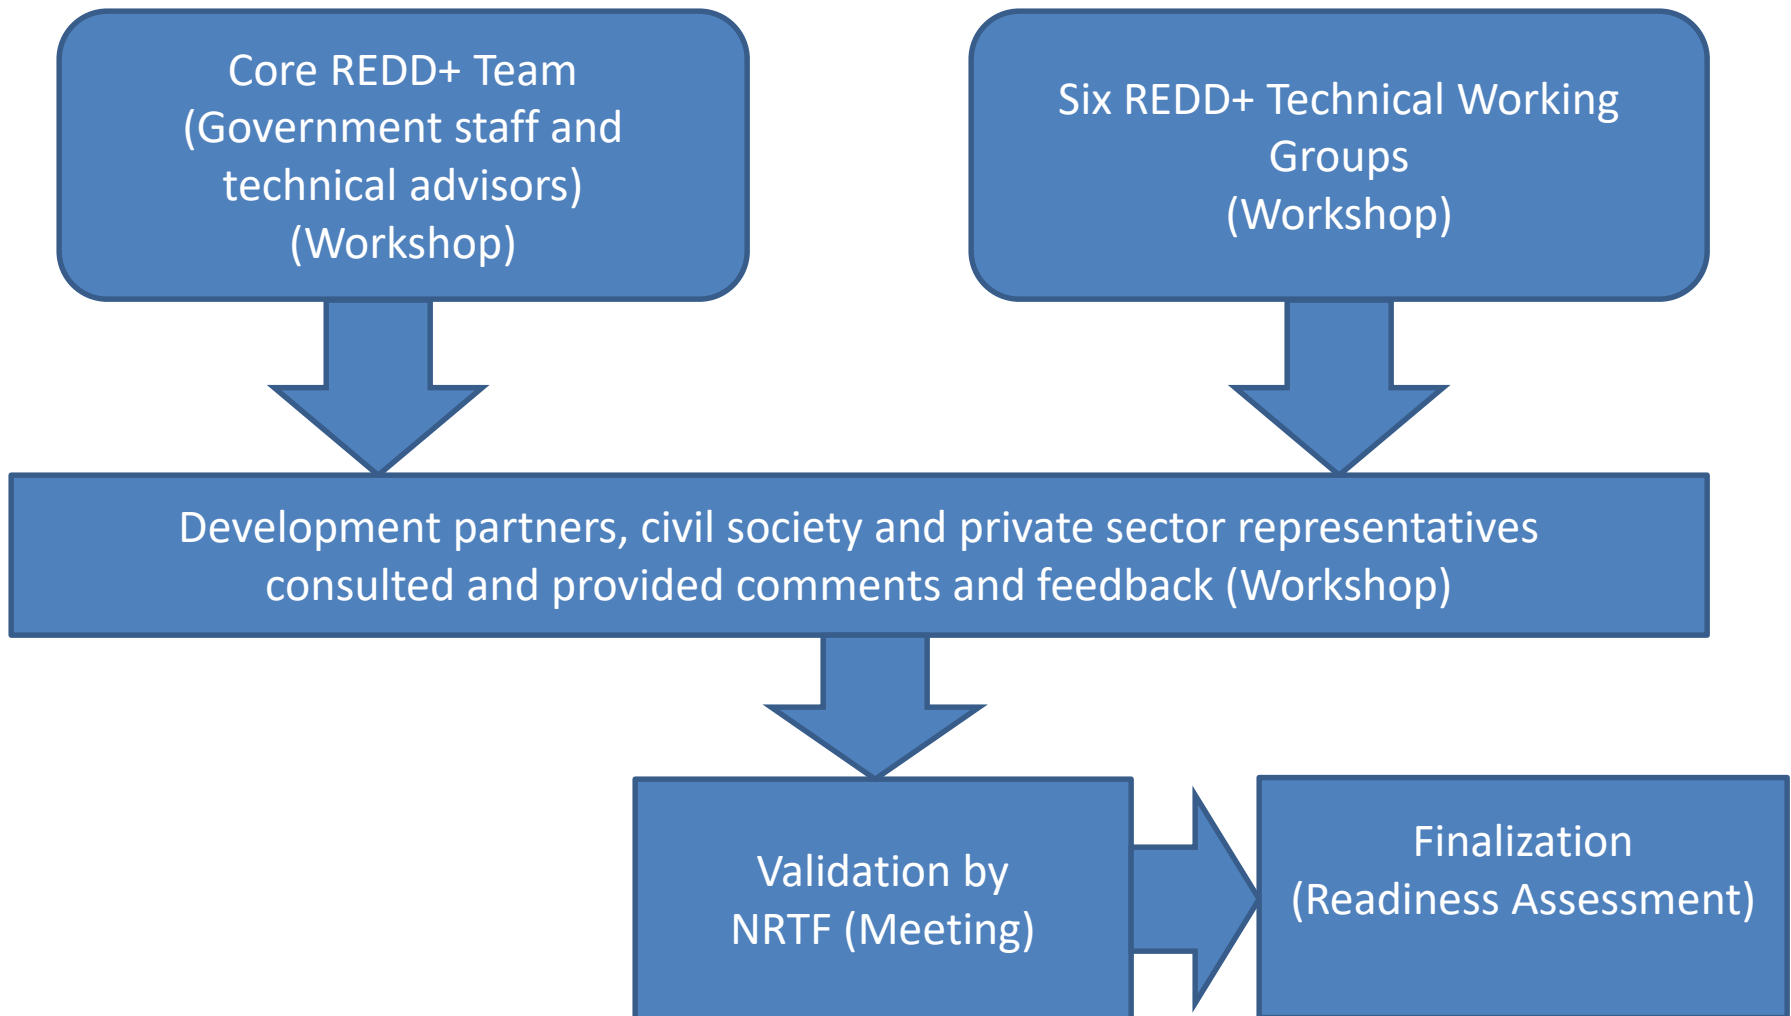 Core REDD+ Team
(Government staff and
technical advisors)
(Workshop)
Six REDD+ Technical Working
Groups
(Workshop)
Development partners, civil society and private sector representatives
consulted and provided comments and feedback (Workshop)
Validation by
NRTF (Meeting)
Finalization
(Readiness Assessment)